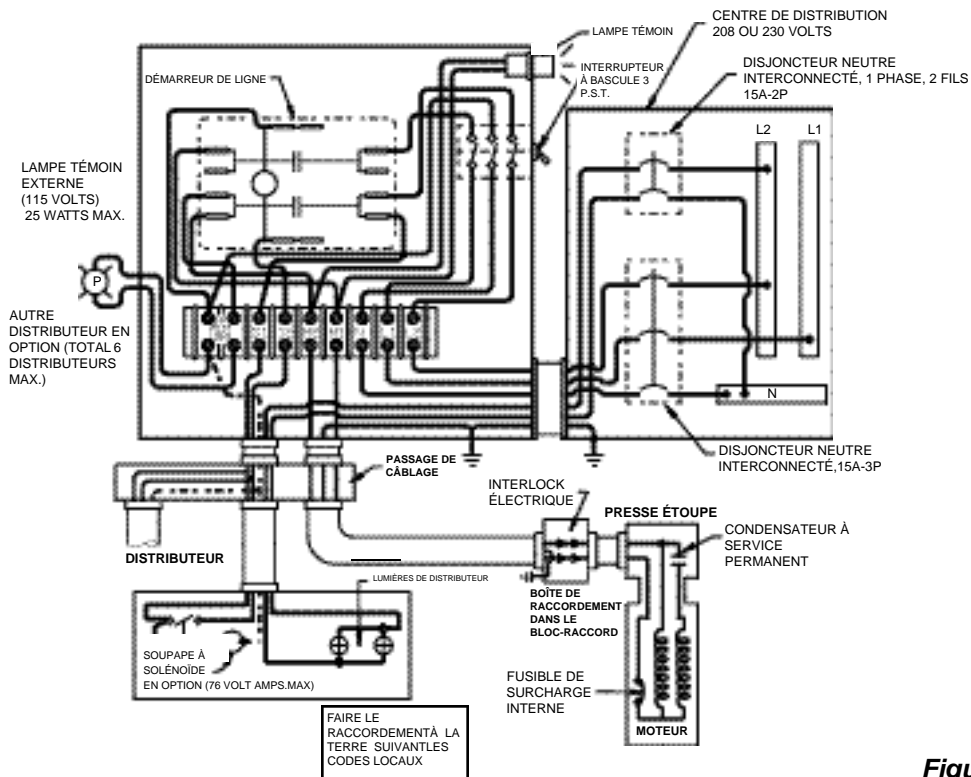 CENTRE DE DISTRIBUTION
208 OU 230 VOLTS
LAMPE TÉMOIN
DISJONCTEUR NEUTRE
INTERCONNECTÉ, 1 PHASE, 2 FILS
15A-2P
INTERRUPTEUR
À BASCULE 3
P.S.T.
DÉMARREUR DE LIGNE
L2
L1
LAMPE TÉMOIN
EXTERNE
(115 VOLTS)
25 WATTS MAX.
P
AUTRE
DISTRIBUTEUR EN
OPTION (TOTAL 6
DISTRIBUTEURS
MAX.)
N
DISJONCTEUR NEUTRE
INTERCONNECTÉ,15A-3P
PASSAGE DE
CÂBLAGE
INTERLOCK
ÉLECTRIQUE
PRESSE ÉTOUPE
CONDENSATEUR À
SERVICE
PERMANENT
DISTRIBUTEUR
LUMIÈRES DE DISTRIBUTEUR
BOÎTE DE
RACCORDEMENT
DANS LE
BLOC-RACCORD
SOUPAPE À
SOLÉNOÏDE
EN OPTION (76 VOLT AMPS.MAX)
FUSIBLE DE
SURCHARGE
INTERNE
MOTEUR
FAIRE LE
RACCORDEMENTÀ LA
TERRE SUIVANTLES
CODES LOCAUX
Figu